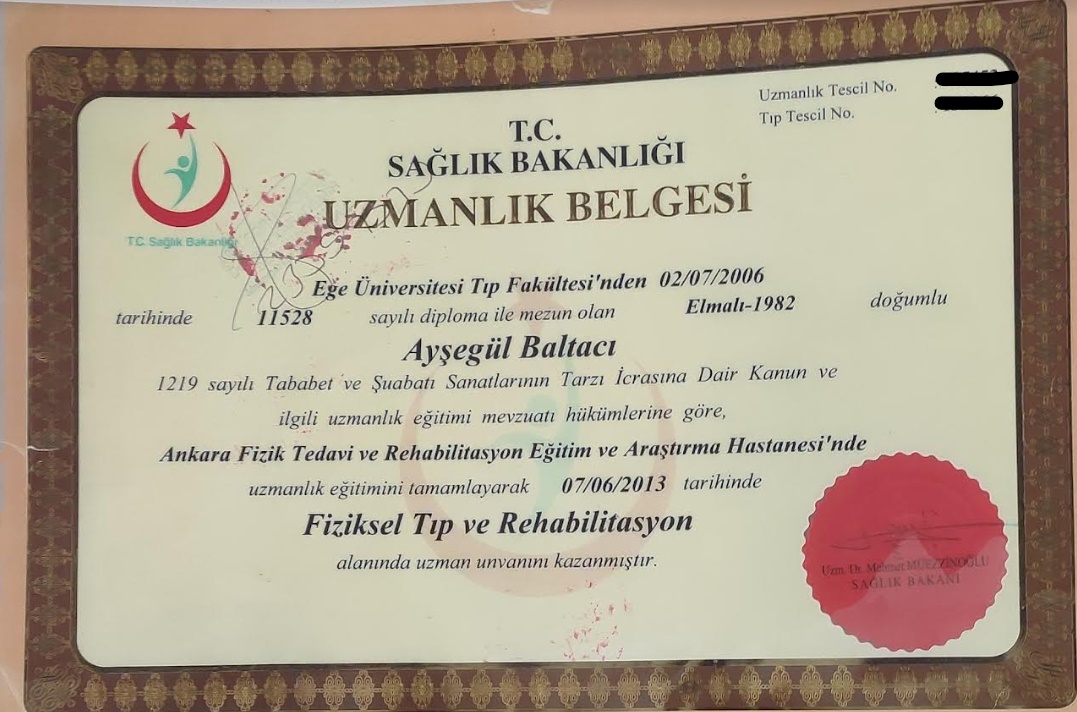 Uzmanlık Tescil No.
Tıp Tescil No.
T.C.
SAĞLIK BAKANLIĞI
UZMANLIK BELGESİ
T.C. Sağlık Bakanlığı
Ege Üniversitesi Tıp Fakültesi'nden 02/07/2006
tarihinde 11528 sayılı diploma ile mezun olan Elmalı-1982 doğumlu
Ayşegül Baltacı
1219 sayılı Tababet ve Şuabatı Sanatlarının Tarzı İcrasına Dair Kanun ve
ilgili uzmanlık eğitimi mevzuatı hükümlerine göre,
Ankara Fizik Tedavi ve Rehabilitasyon Eğitim ve Araştırma Hastanesi'nde
uzmanlık eğitimini tamamlayarak 07/06/2013 tarihinde
Fiziksel Tıp ve Rehabilitasyon
alanında uzman unvanını kazanmıştır.
Uzm. Dr. Mehmet MÜEZZİNOĞLU
SAĞLIK BAKANI